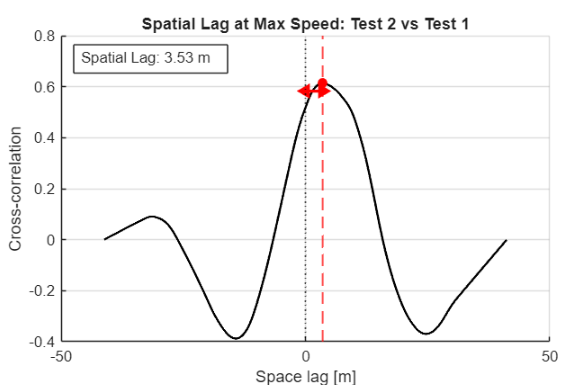 Spatial Lag at Max Speed: Test 2 vs Test 1
0.8
Spatial Lag: 3.53 m
0.6
0.4
0.2
0
-0.2
-0.4
Cross-correlation
-50
0
50
Space lag [m]